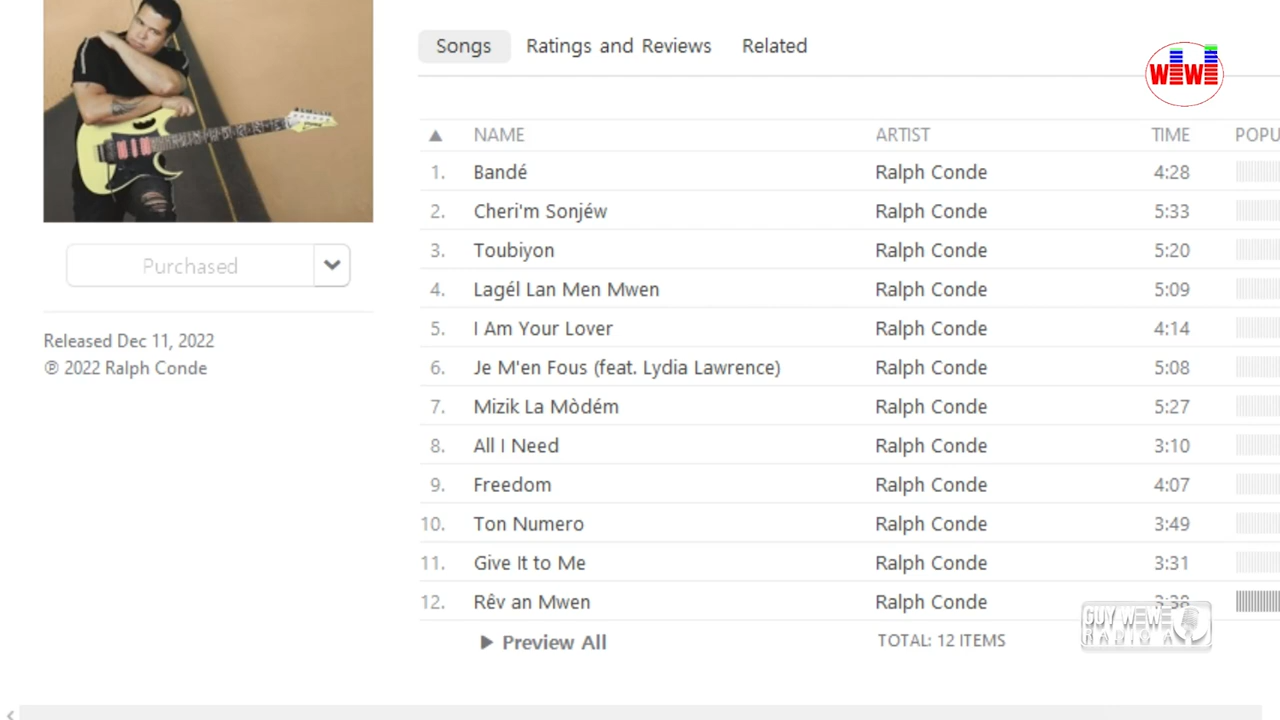 Songs Ratings and Reviews Related
WEWE
▲ NAME ARTIST TIME POPU
1. Bandé Ralph Conde 4:28
2. Cheri'm Sonjéw Ralph Conde 5:33
3. Toubiyon Ralph Conde 5:20
4. Lagél Lan Men Mwen Ralph Conde 5:09
5. I Am Your Lover Ralph Conde 4:14
6. Je M'en Fous (feat. Lydia Lawrence) Ralph Conde 5:08
7. Mizik La Mòdém Ralph Conde 5:27
8. All I Need Ralph Conde 3:10
9. Freedom Ralph Conde 4:07
10. Ton Numero Ralph Conde 3:49
11. Give It to Me Ralph Conde 3:31
12. Rêv an Mwen Ralph Conde 3:38
▶ Preview All TOTAL: 12 ITEMS
Purchased
Released Dec 11, 2022
℗ 2022 Ralph Conde
GUY WEWE
RADIO A